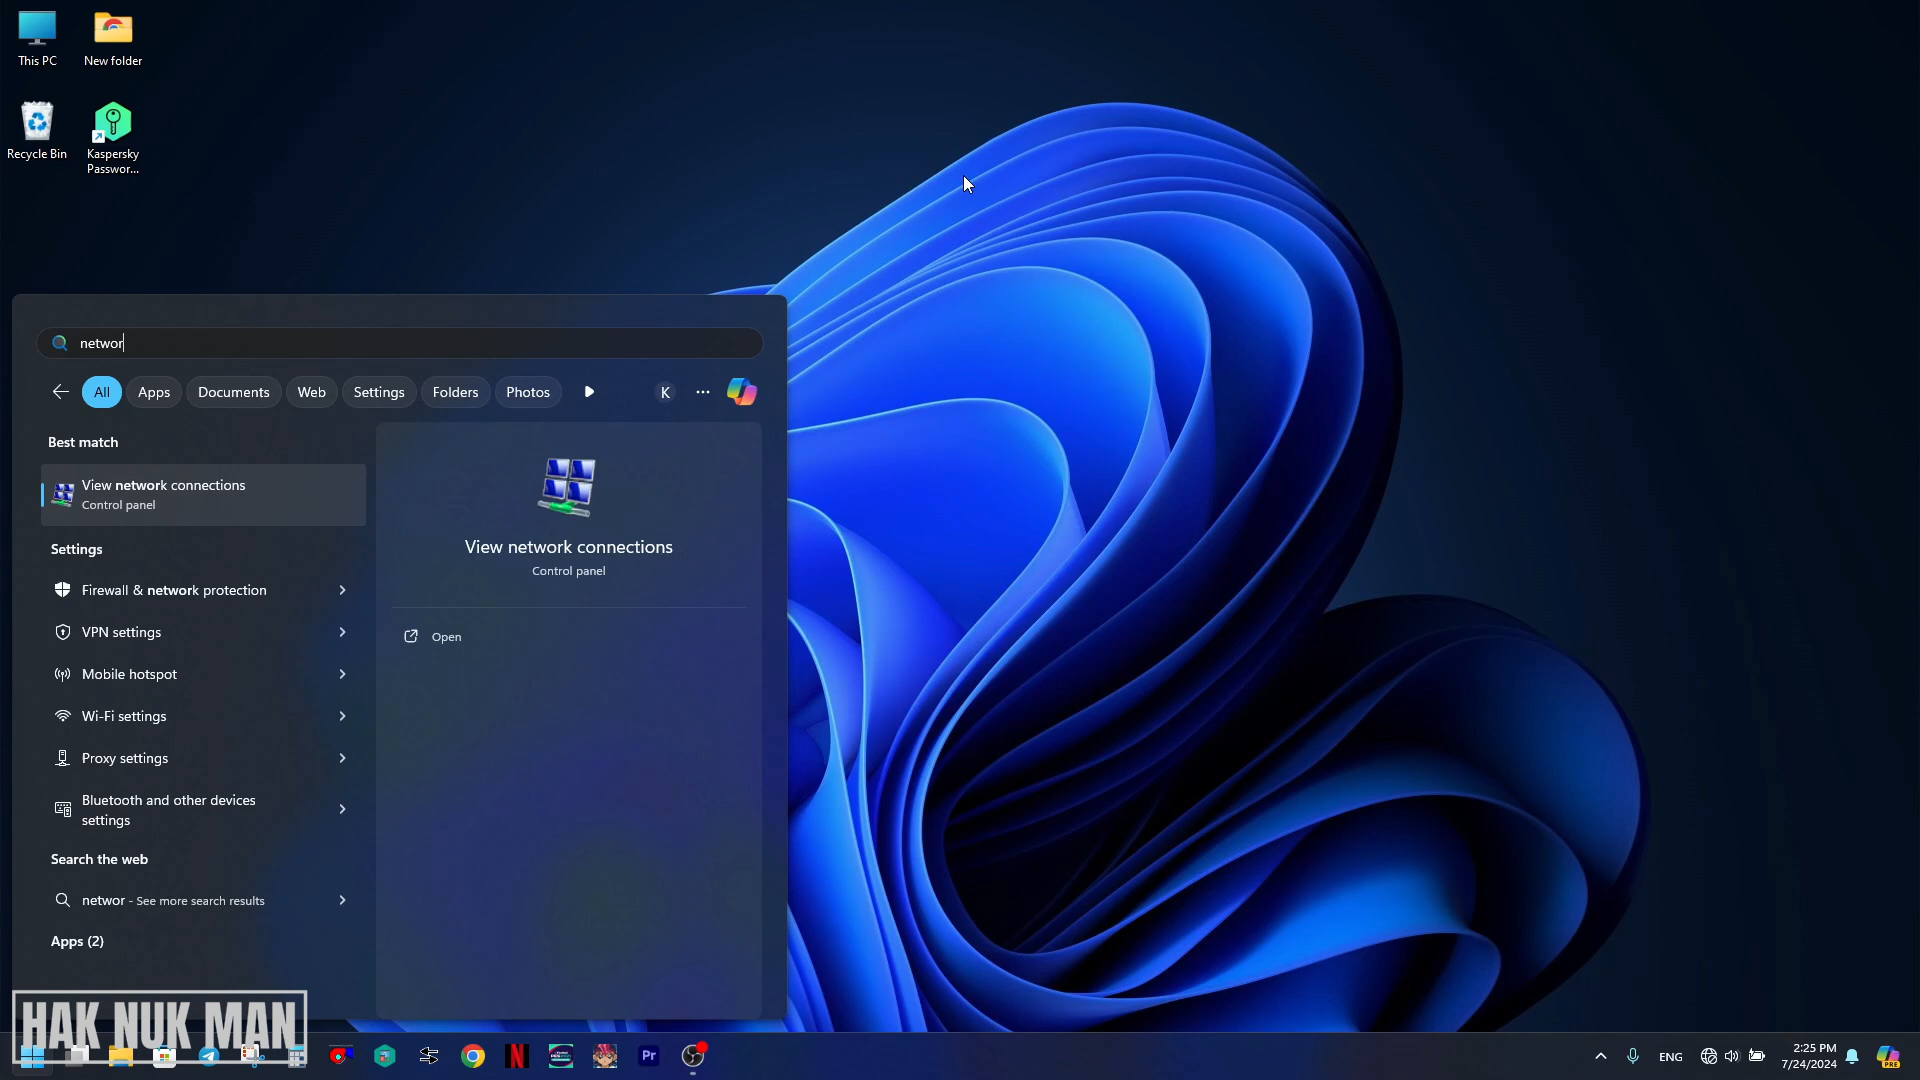 This PC
New folder
Recycle Bin
Kaspersky
Passwor...
networ
All
Apps
Documents
Web
Settings
Folders
Photos
K
Best match
View network connections
Control panel
Settings
Firewall & network protection
VPN settings
Mobile hotspot
Wi-Fi settings
Proxy settings
Bluetooth and other devices
settings
Search the web
networ - See more search results
Apps (2)
View network connections
Control panel
Open
HAK NUK MAN
N
Pr
ENG
2:25 PM
7/24/2024
PRE